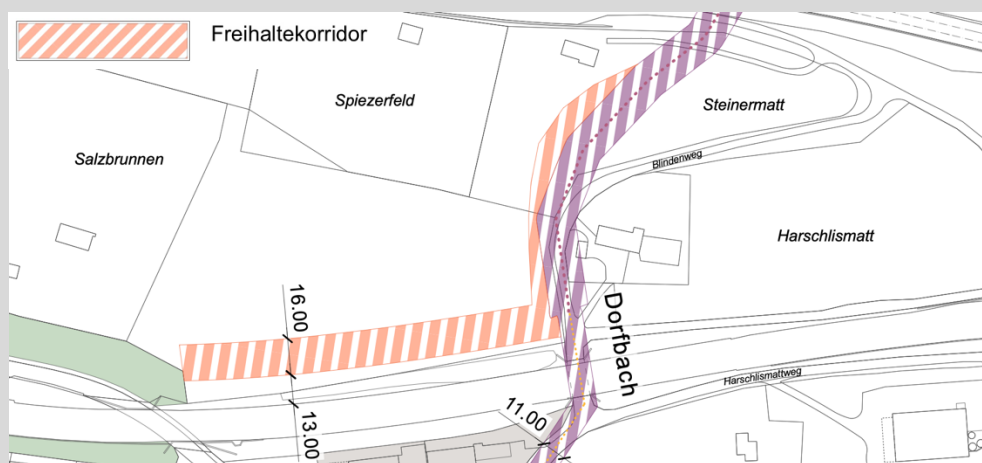 Freihaltekorridor
Spiezerfeld
Steinermatt
Salzbrunnen
Blindenweg
Harschlismatt
Dorfbach
16.00
13.00
11.00
Harschlismattweg